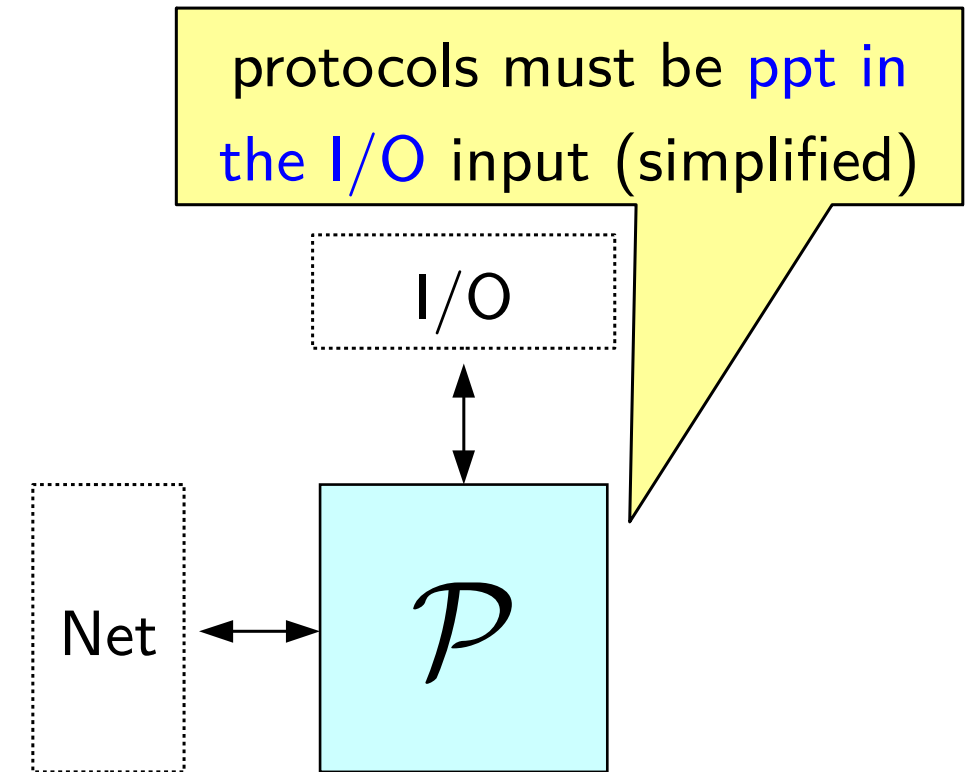 protocols must be ppt in
the I/O input (simplified)
I/O
Net
𝒫